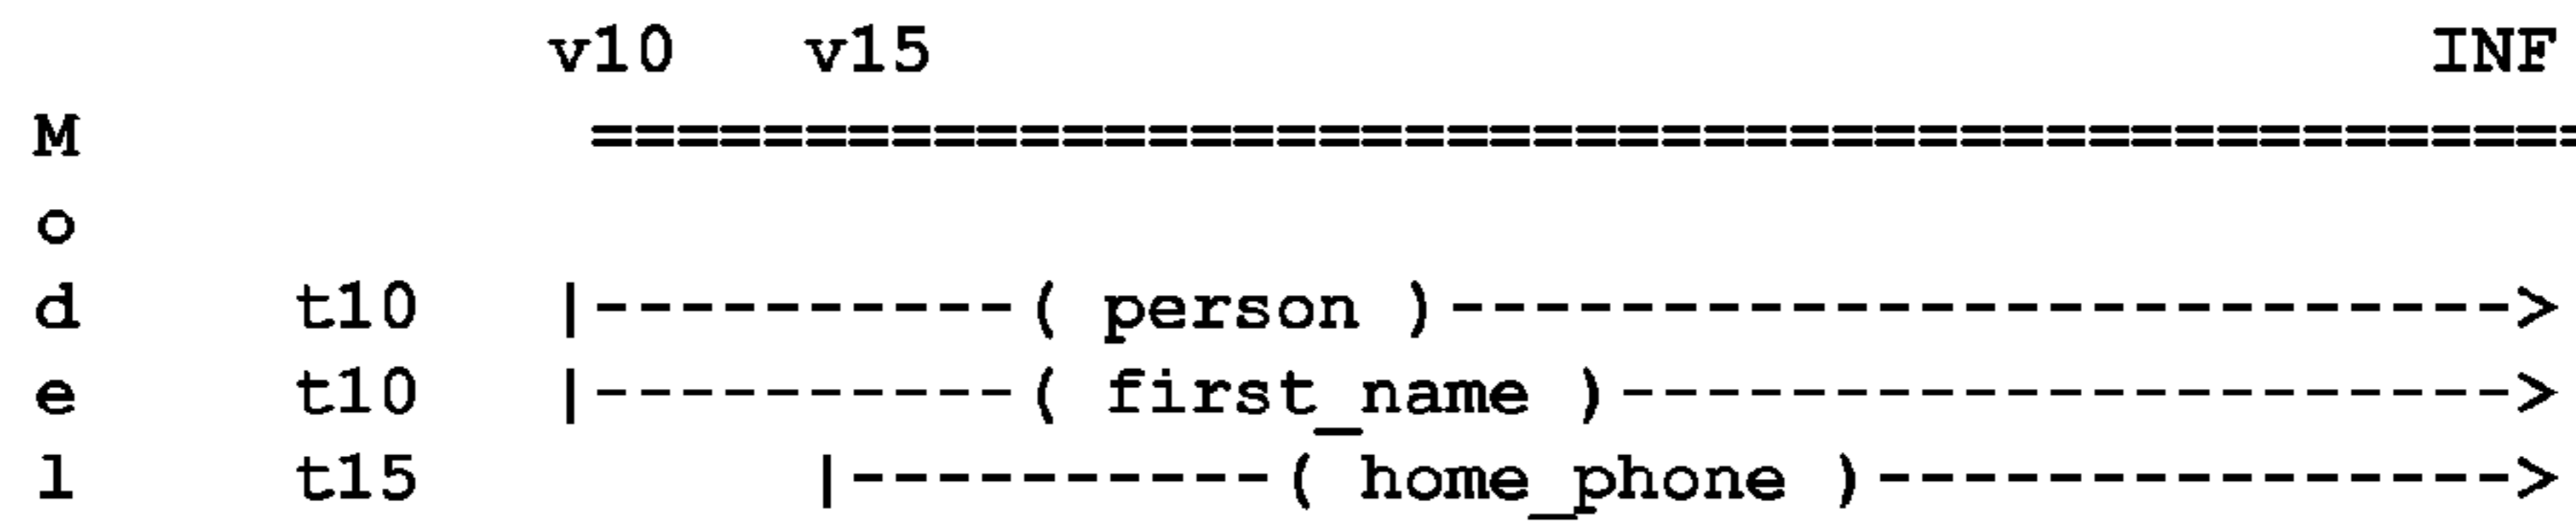 v10   v15                                   INF
M            ===============================================
o
d     t10   |----------( person )------------------------->
e     t10   |----------( first_name )--------------------->
l     t15         |----------( home_phone )--------------->